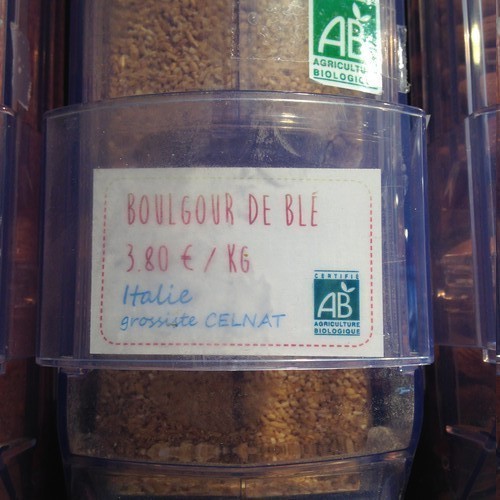 AB
AGRICULTURE
BIOLOGIQUE
BOULGOUR DE BLÉ
3.80 € / KG
Italie
grossiste CELNAT
CERTIFIÉ
AB
AGRICULTURE
BIOLOGIQUE